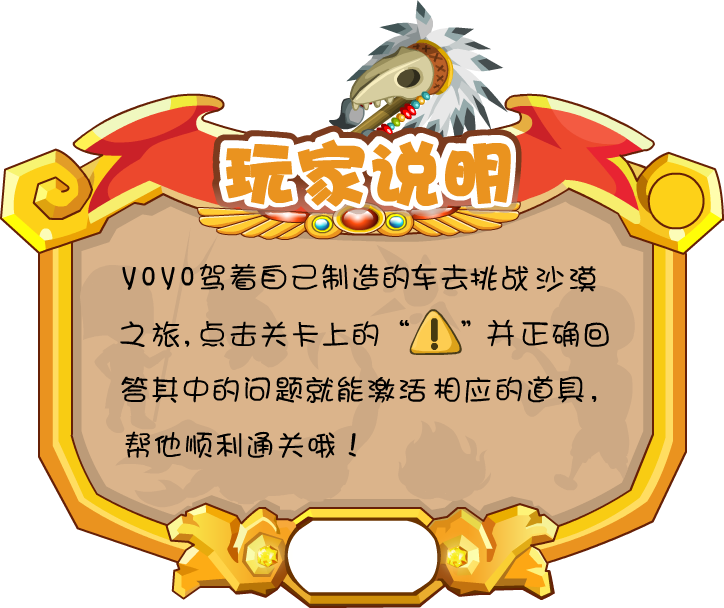 玩家说明
YOYO驾着自己制造的车去挑战沙漠
之旅,点击关卡上的“!”并正确回
答其中的问题就能激活相应的道具,
帮他顺利通关哦!